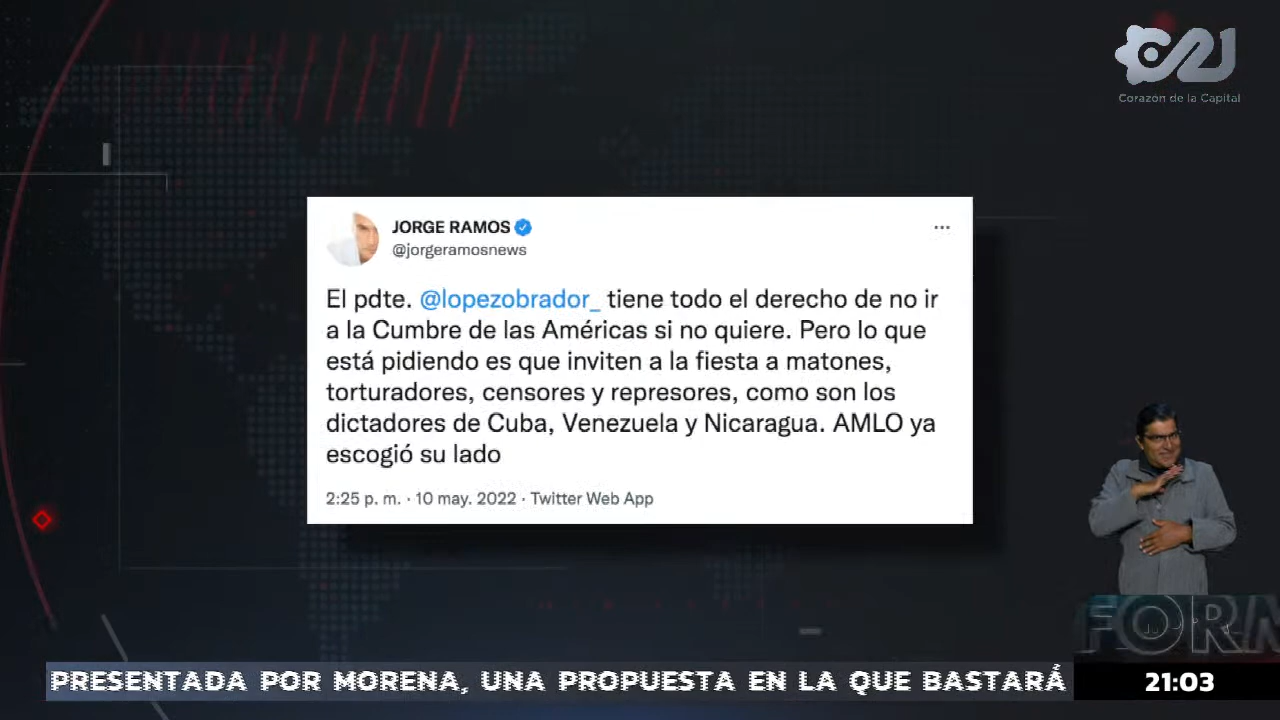 C21
Corazón de la Capital
JORGE RAMOS
@jorgeramosnews
El pdte. @lopezobrador_ tiene todo el derecho de no ir
a la Cumbre de las Américas si no quiere. Pero lo que
está pidiendo es que inviten a la fiesta a matones,
torturadores, censores y represores, como son los
dictadores de Cuba, Venezuela y Nicaragua. AMLO ya
escogió su lado
2:25 p. m. · 10 may. 2022 · Twitter Web App
FORM
PRESENTADA POR MORENA, UNA PROPUESTA EN LA QUE BASTARÁ
21:03